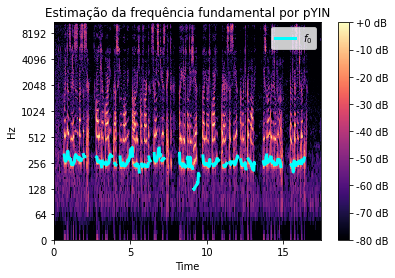 Estimação da frequência fundamental por pYIN
f0
Hz
8192
4096
2048
1024
512
256
128
64
0
0
5
10
15
Time
+0 dB
-10 dB
-20 dB
-30 dB
-40 dB
-50 dB
-60 dB
-70 dB
-80 dB